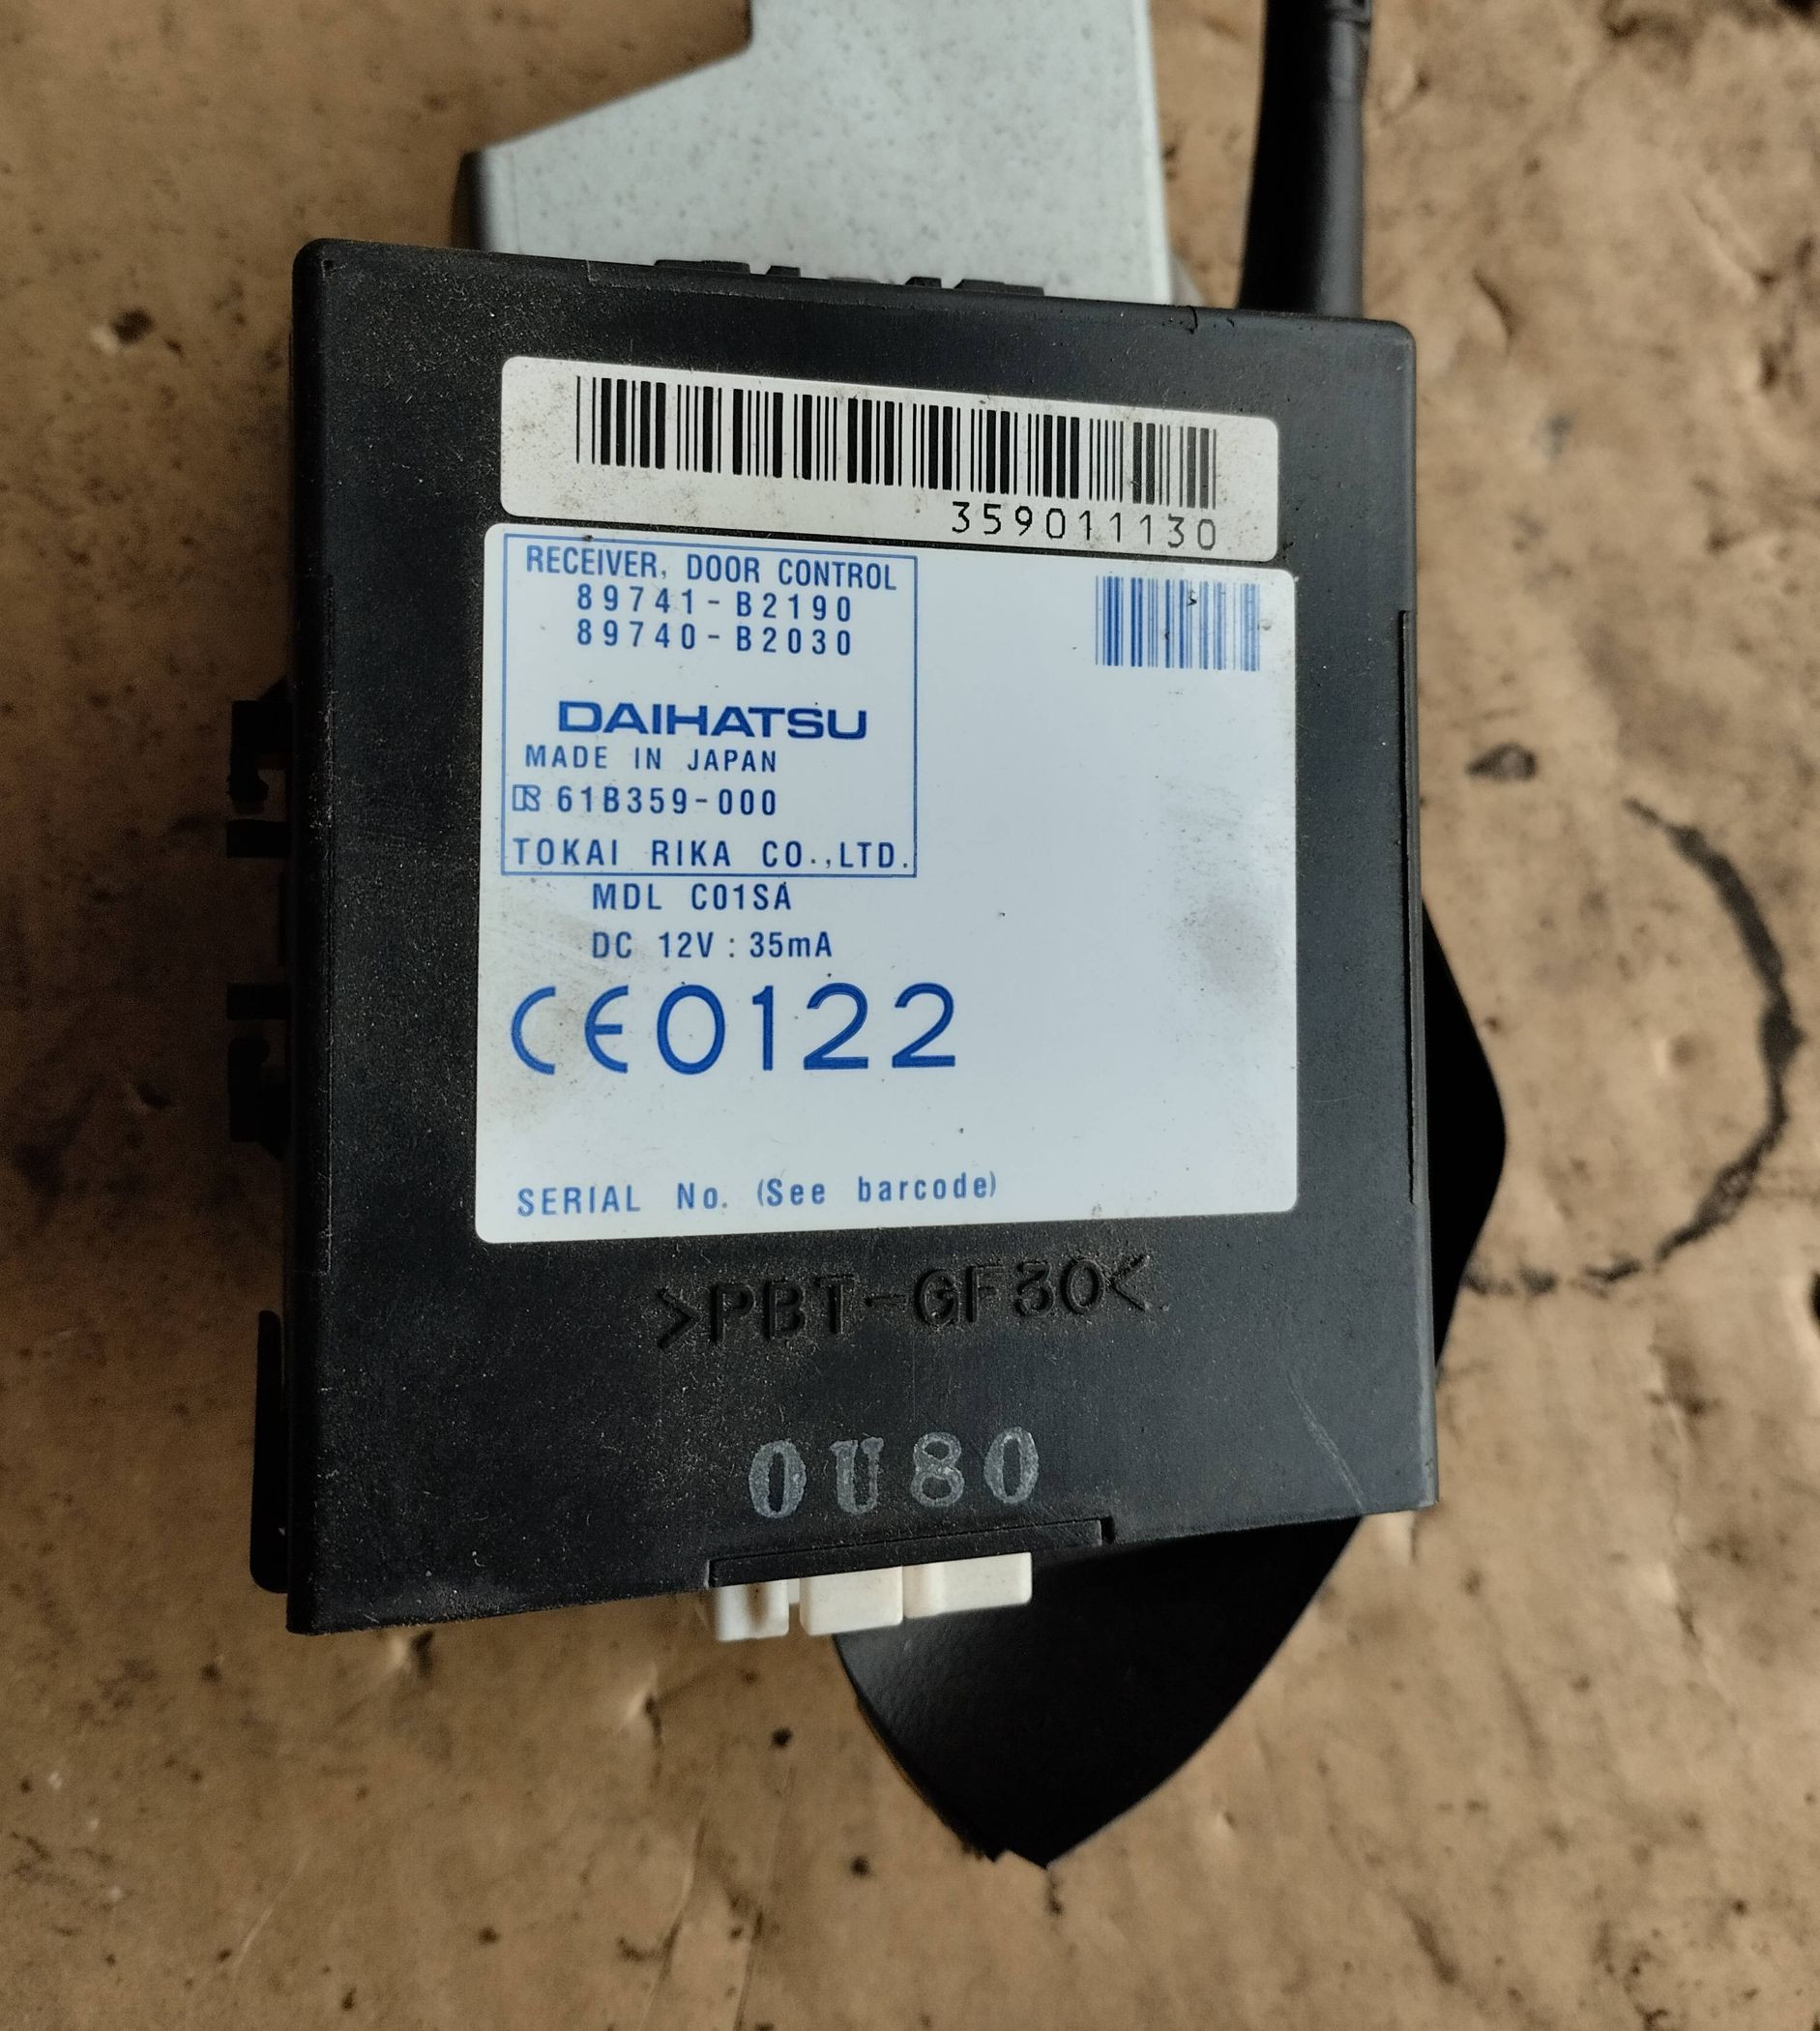 359011130
RECEIVER, DOOR CONTROL
89741-B2190
89740-B2030
DAIHATSU
MADE IN JAPAN
61B359-000
TOKAI RIKA CO.,LTD.
MDL C01SA
DC 12V : 35mA
CE0122
SERIAL No. (See barcode)
>PBT-GF30<
0U80